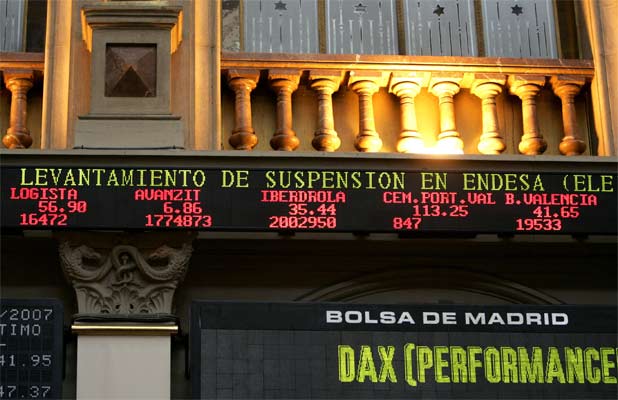 LEVANTAMIENTO DE SUSPENSION EN ENDESA (ELE
LOGISTA AVANZIT IBERDROLA CEM.PORT.VAL B.VALENCIA
56.90 6.86 35.44 113.25 41.65
16472 1774873 2002950 847 19533
/2007
TIMO
41.95
47.37
BOLSA DE MADRID
DAX (PERFORMANCE